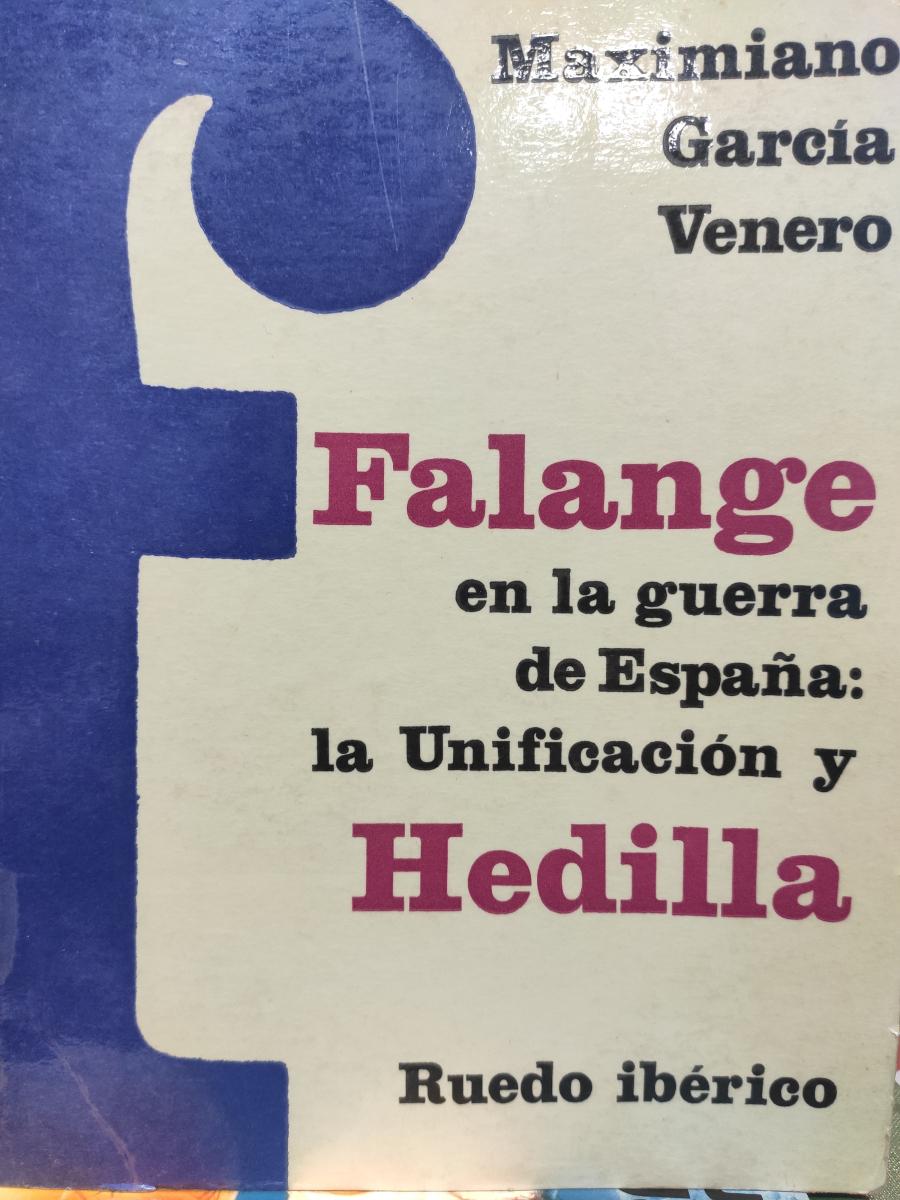 Maximiano
García
Venero
Falange
en la guerra
de España:
la Unificación y
Hedilla
Ruedo ibérico